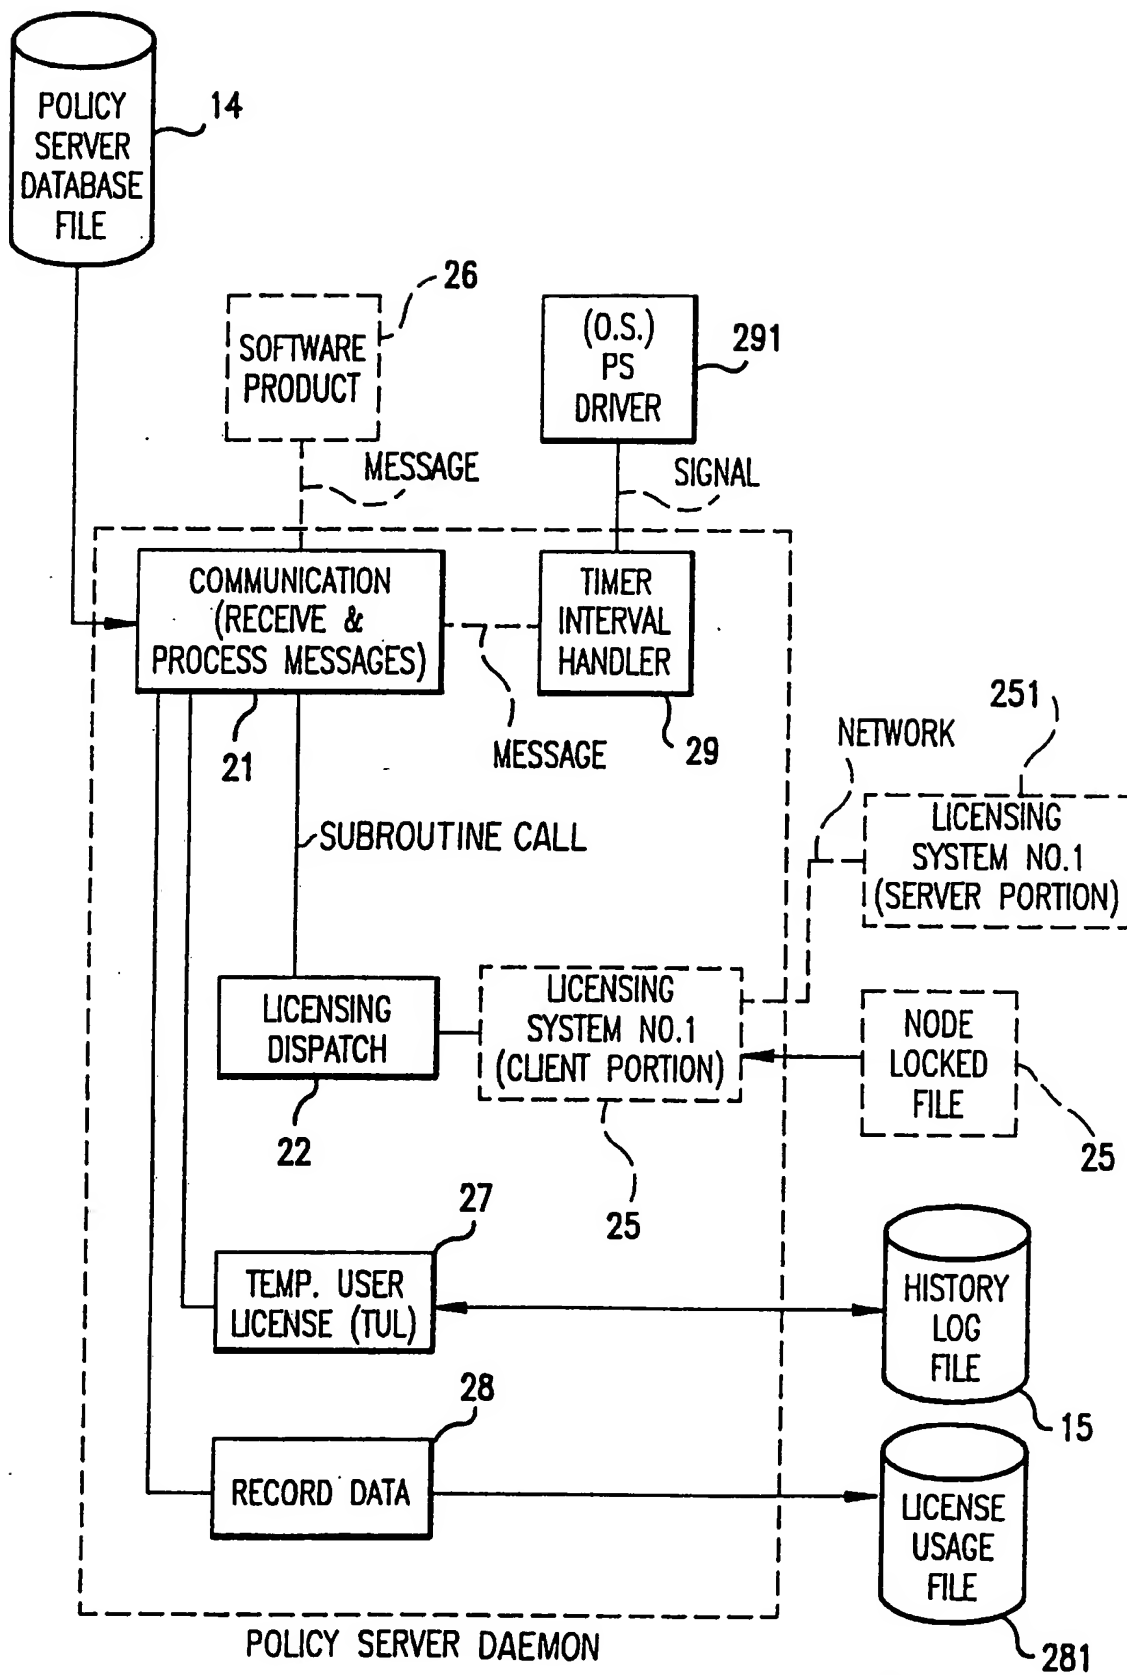 POLICY
SERVER
DATABASE
FILE
14
SOFTWARE
PRODUCT
26
(O.S.)
PS
DRIVER
291
MESSAGE
SIGNAL
COMMUNICATION
(RECEIVE &
PROCESS MESSAGES)
21
TIMER
INTERVAL
HANDLER
29
MESSAGE
SUBROUTINE CALL
NETWORK
251
LICENSING
SYSTEM NO.1
(SERVER PORTION)
LICENSING
DISPATCH
22
LICENSING
SYSTEM NO.1
(CLIENT PORTION)
25
NODE
LOCKED
FILE
25
27
TEMP. USER
LICENSE (TUL)
HISTORY
LOG
FILE
15
28
RECORD DATA
LICENSE
USAGE
FILE
281
POLICY SERVER DAEMON